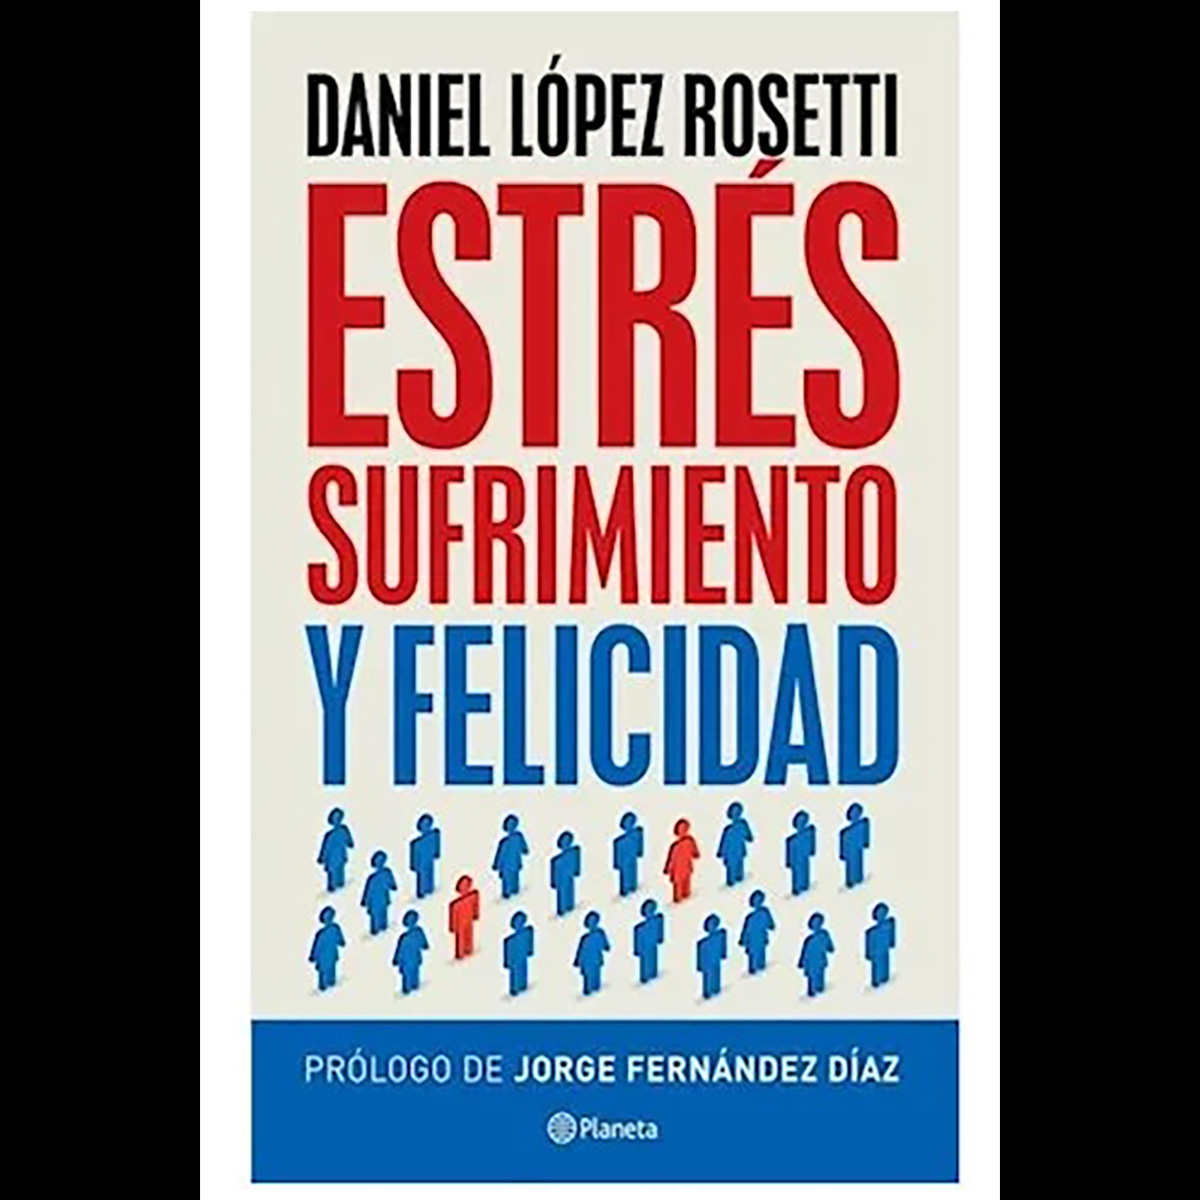 DANIEL LÓPEZ ROSETTI
ESTRÉS
SUFRIMIENTO
Y FELICIDAD
PRÓLOGO DE JORGE FERNÁNDEZ DÍAZ
Planeta